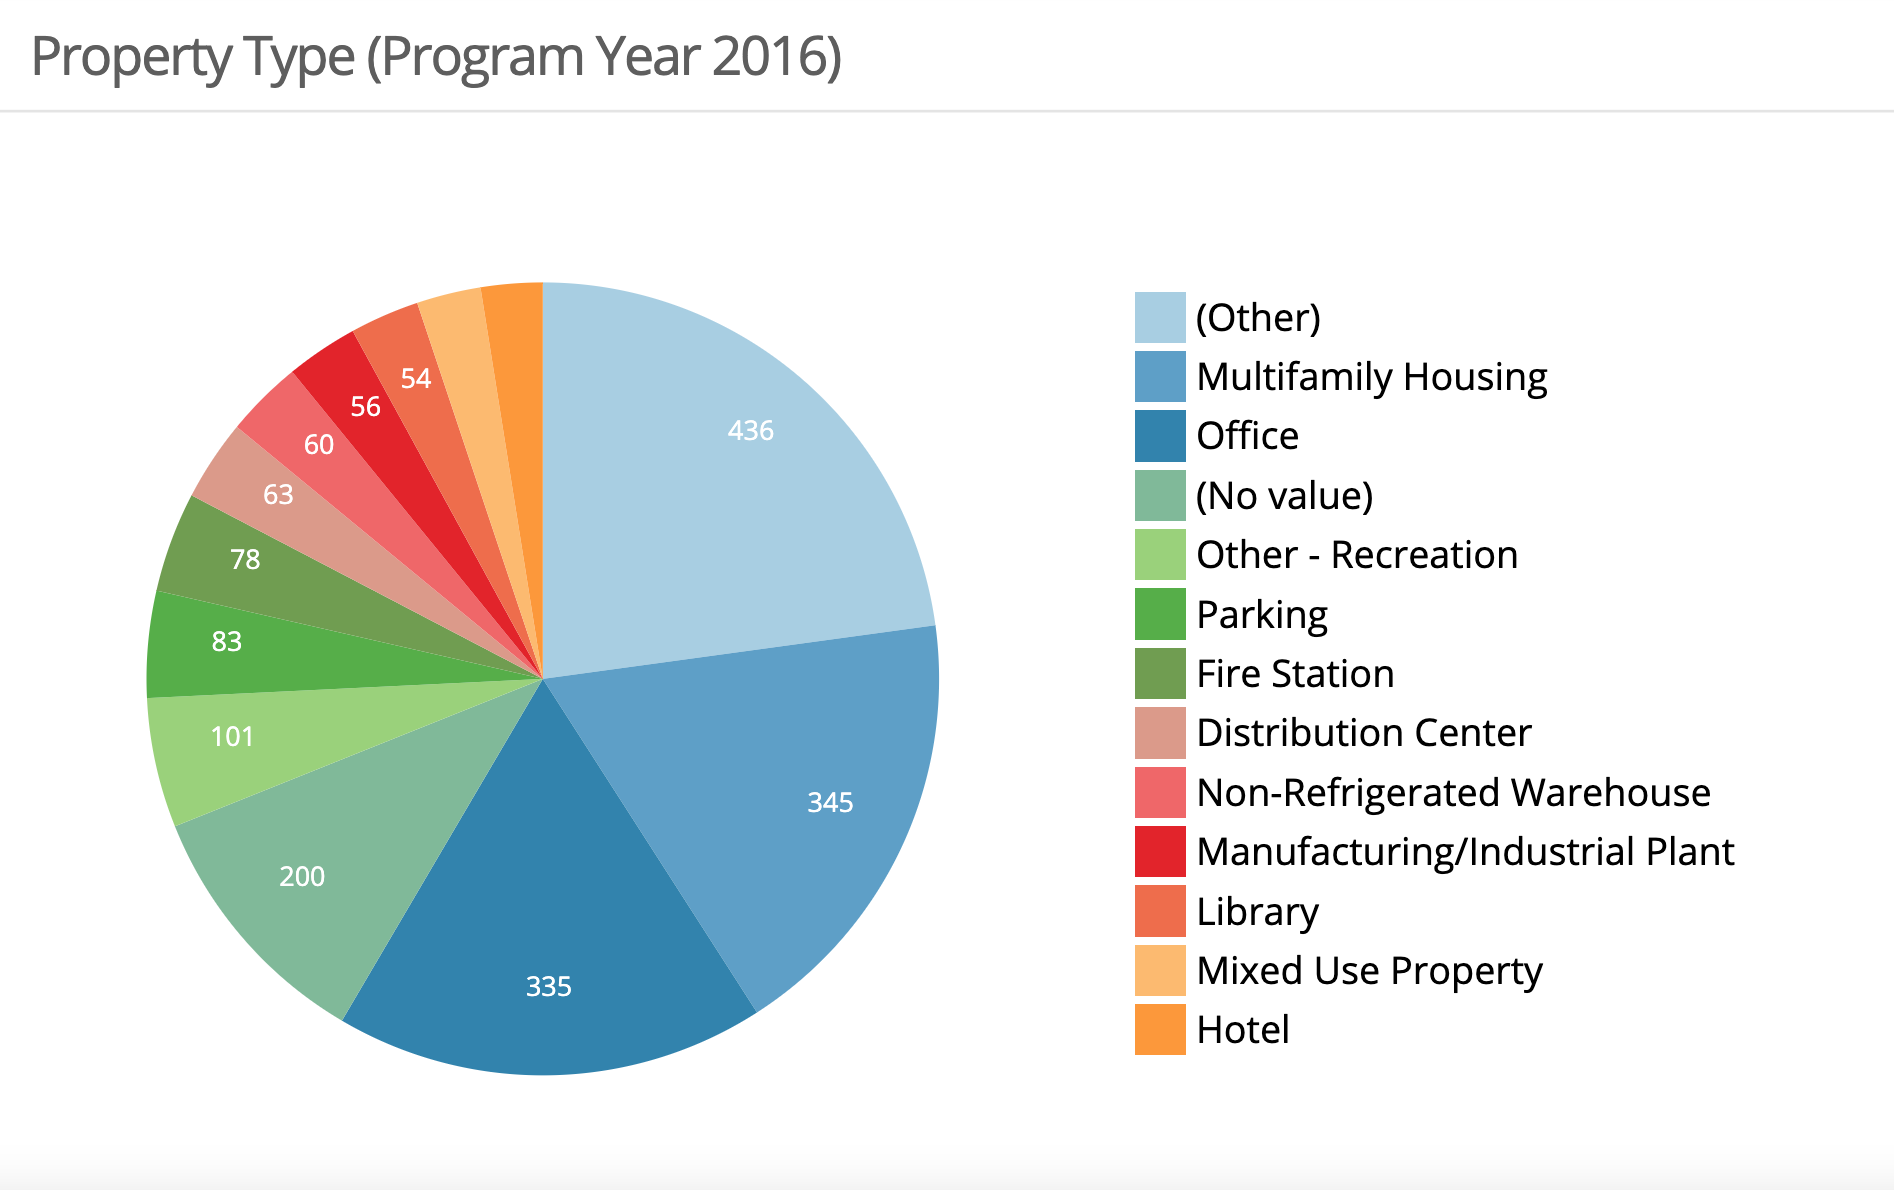 Property Type (Program Year 2016)
436
345
335
200
101
83
78
63
60
56
54
(Other)
Multifamily Housing
Office
(No value)
Other - Recreation
Parking
Fire Station
Distribution Center
Non-Refrigerated Warehouse
Manufacturing/Industrial Plant
Library
Mixed Use Property
Hotel